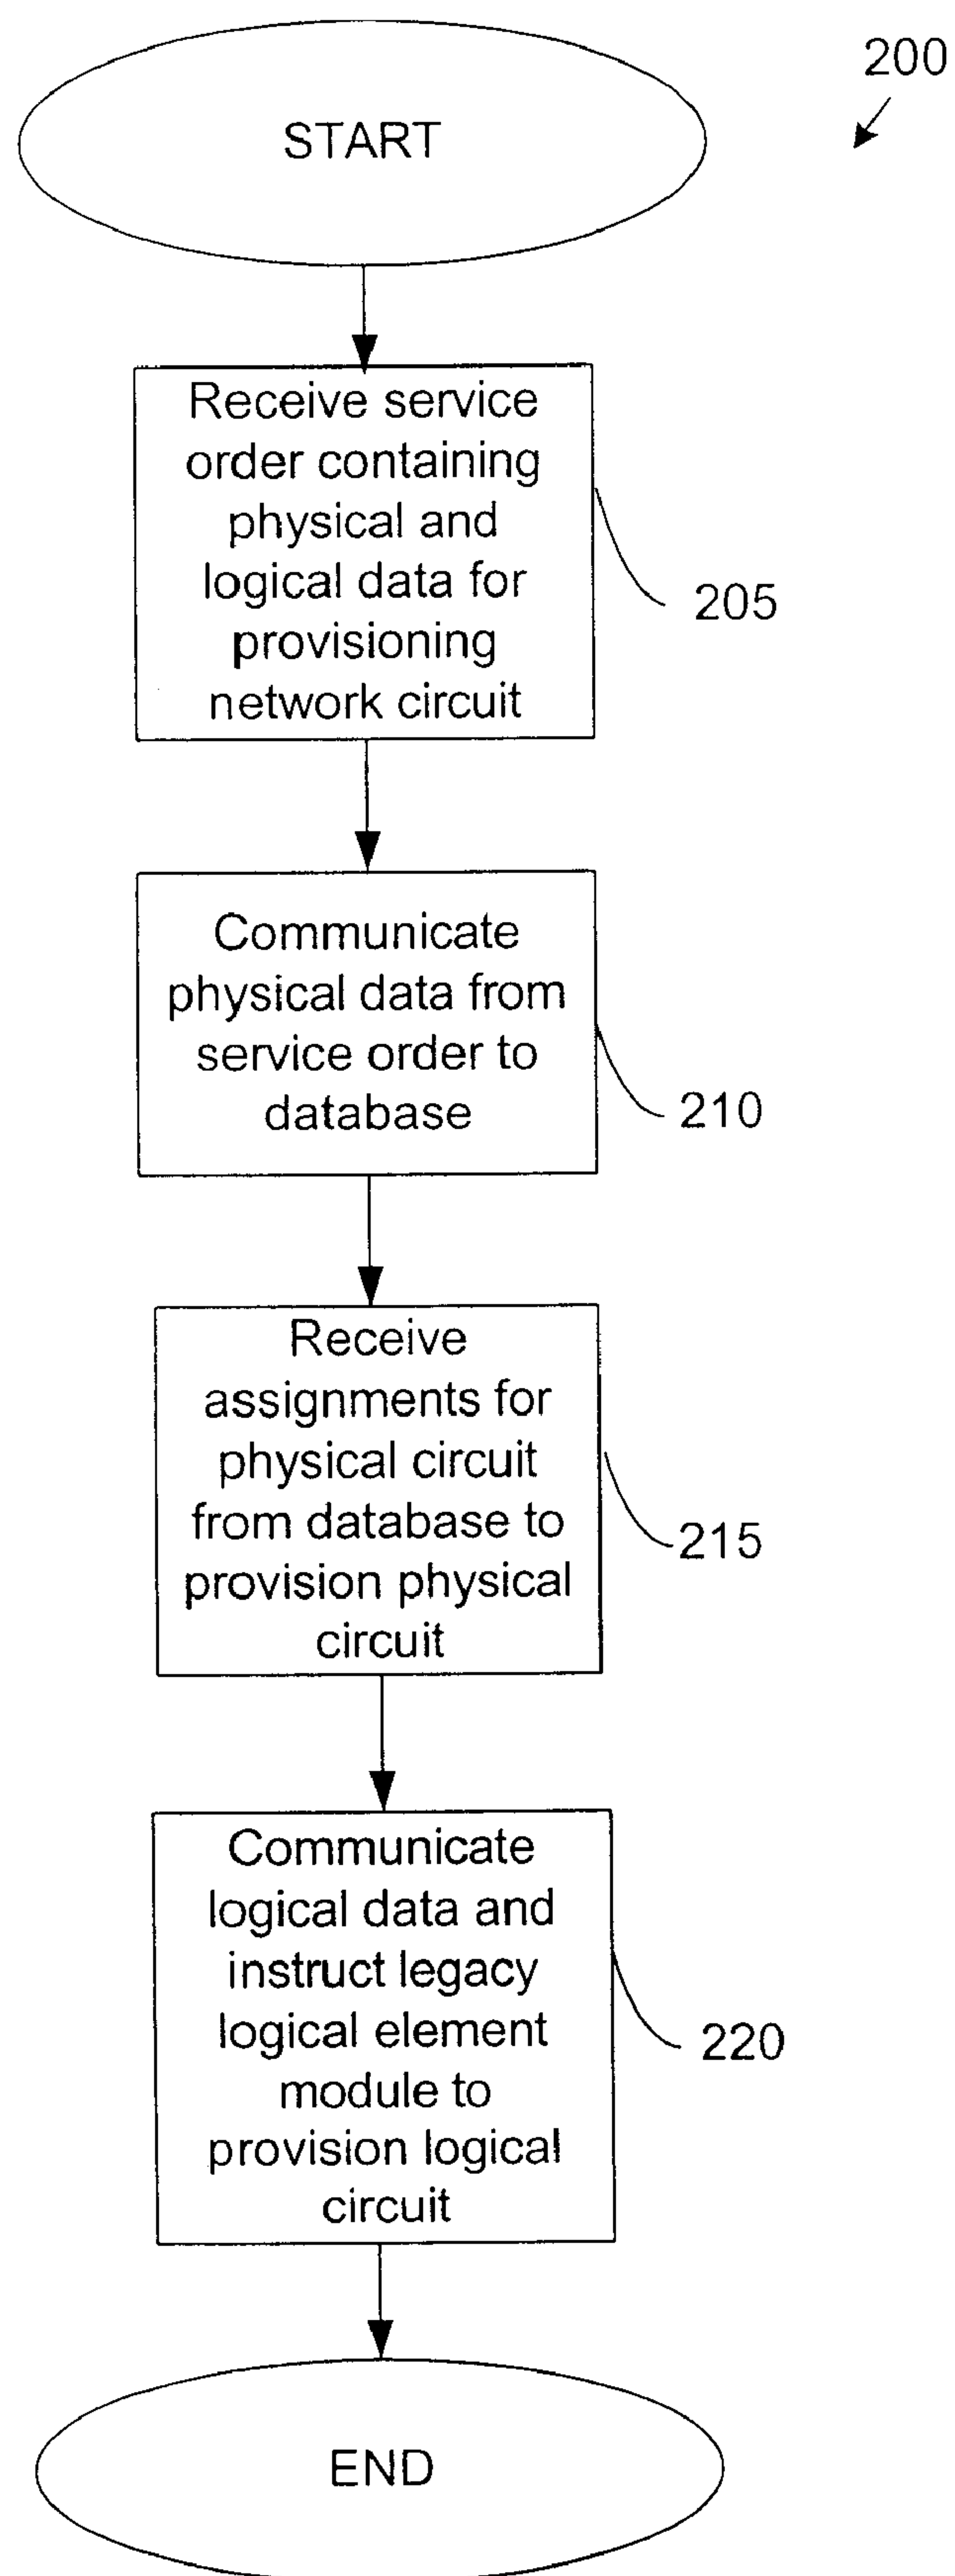 200
START
Receive service
order containing
physical and
logical data for
provisioning
network circuit
205
Communicate
physical data from
service order to
database
210
Receive
assignments for
physical circuit
from database to
provision physical
circuit
215
Communicate
logical data and
instruct legacy
logical element
module to
provision logical
circuit
220
END